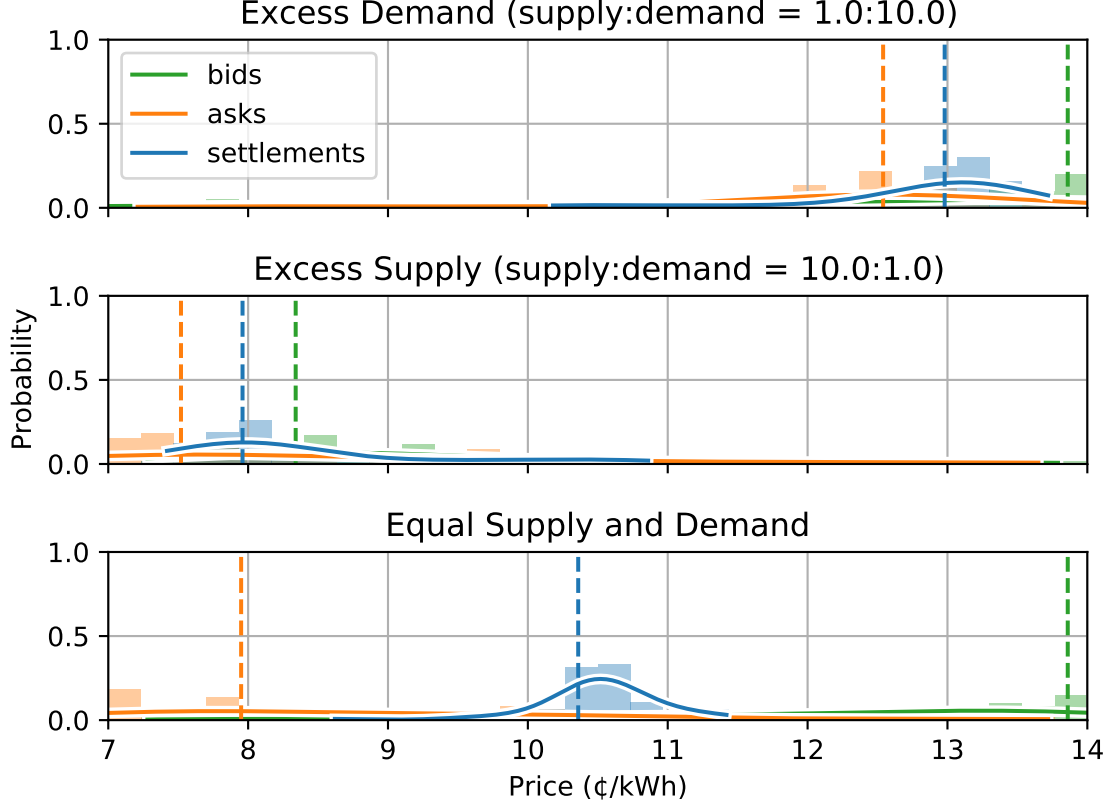 Excess Demand (supply:demand = 1.0:10.0)
1.0
0.5
0.0
bids
asks
settlements
Excess Supply (supply:demand = 10.0:1.0)
1.0
0.5
0.0
Probability
Equal Supply and Demand
1.0
0.5
0.0
7 8 9 10 11 12 13 14
Price (¢/kWh)